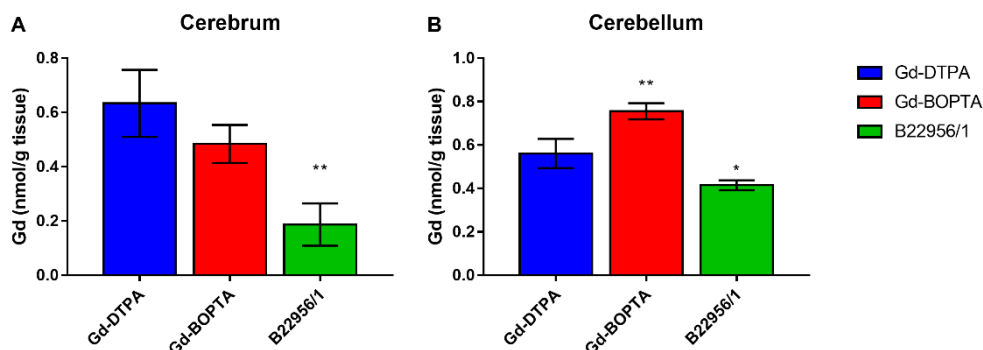 A
Cerebrum
Gd (nmol/g tissue)
0.8
0.6
0.4
0.2
0.0
**
Gd-DTPA
Gd-BOPTA
B22956/1
B
Cerebellum
Gd (nmol/g tissue)
1.0
0.8
0.6
0.4
0.2
0.0
**
*
Gd-DTPA
Gd-BOPTA
B22956/1
Gd-DTPA
Gd-BOPTA
B22956/1